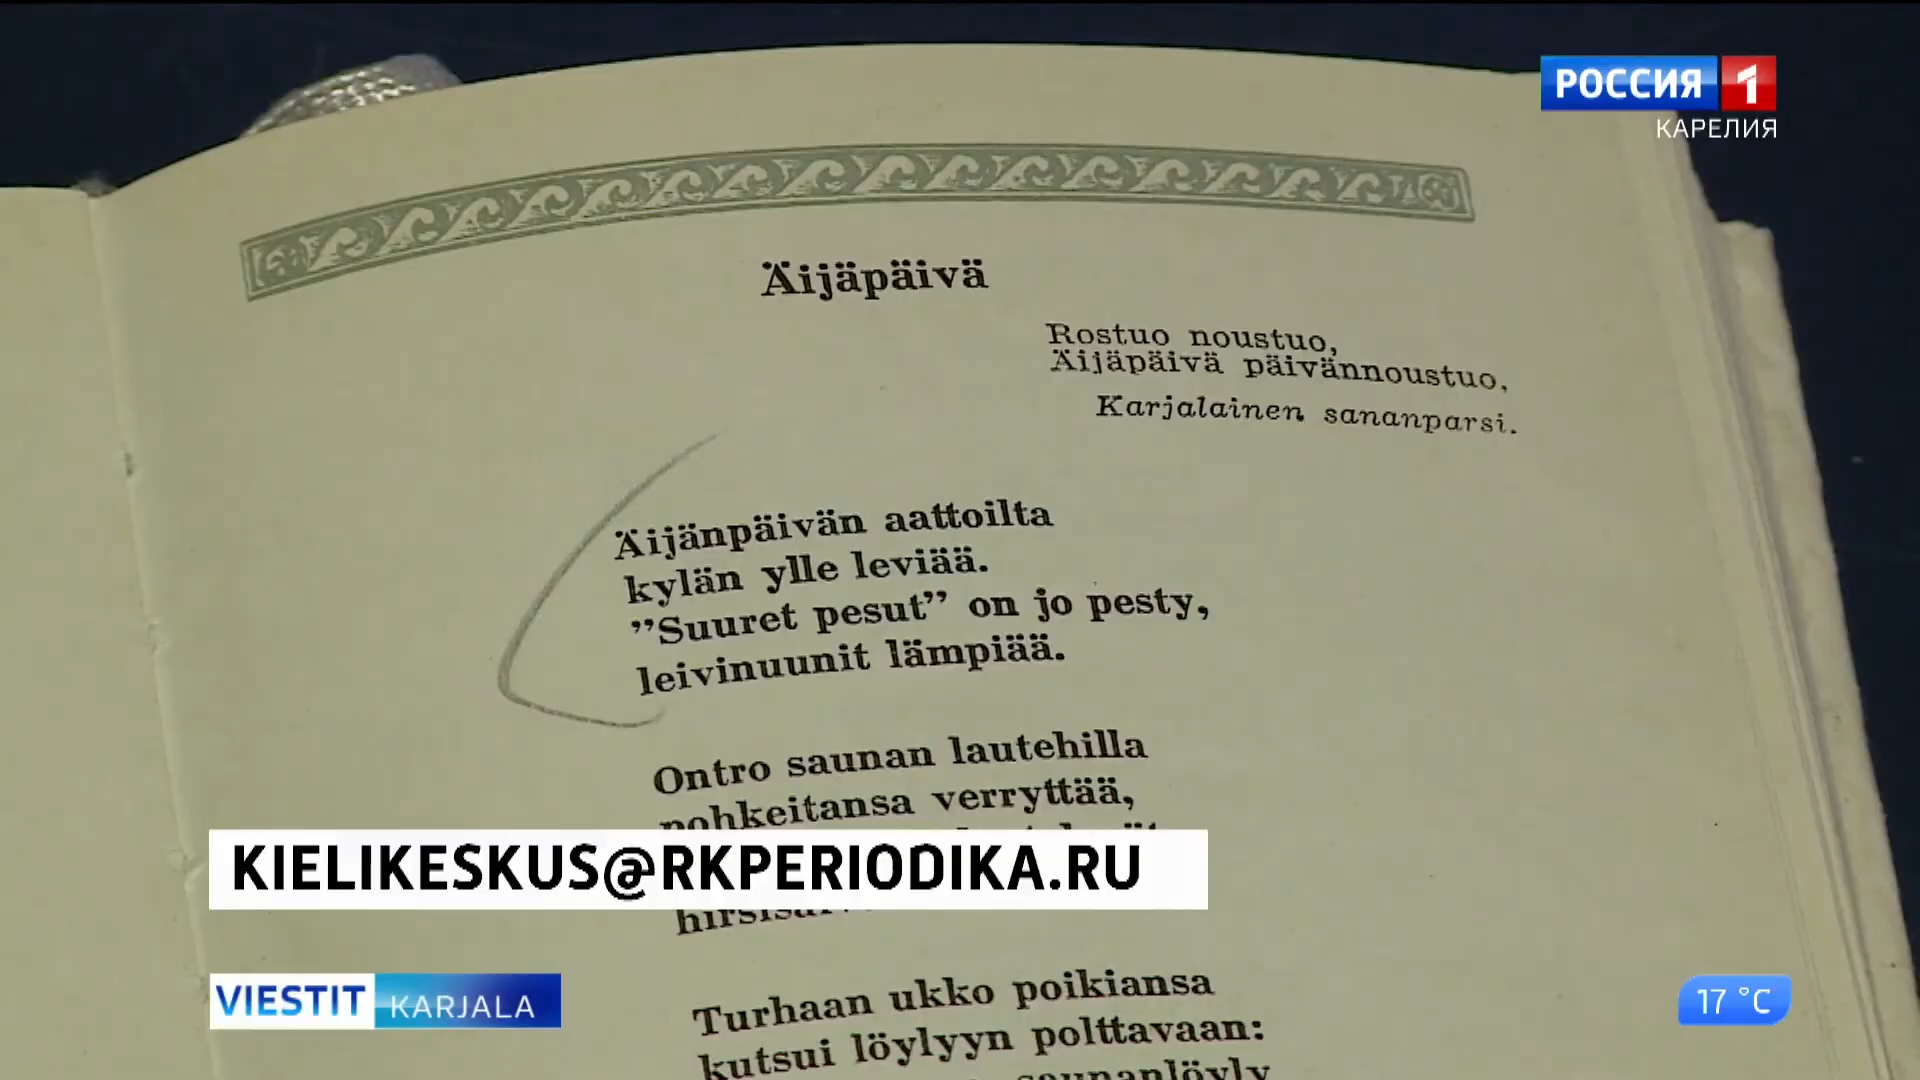 РОССИЯ 1
КАРЕЛИЯ
Äijäpäivä
Rostuo noustuo,
Äijäpäivä päivännoustuo,
Karjalainen sananparsi.
Äijänpäivän aattoilta
kylän ylle leviää.
”Suuret pesut” on jo pesty,
leivinuunit lämpiää.
Ontro saunan lautehilla
pohkeitansa verryttää,
KIELIKESKUS@RKPERIODIKA.RU
Turhaan ukko poikiansa
kutsui löylyyn polttavaan:
saunanlöyly
VIESTIT KARJALA
17 °C